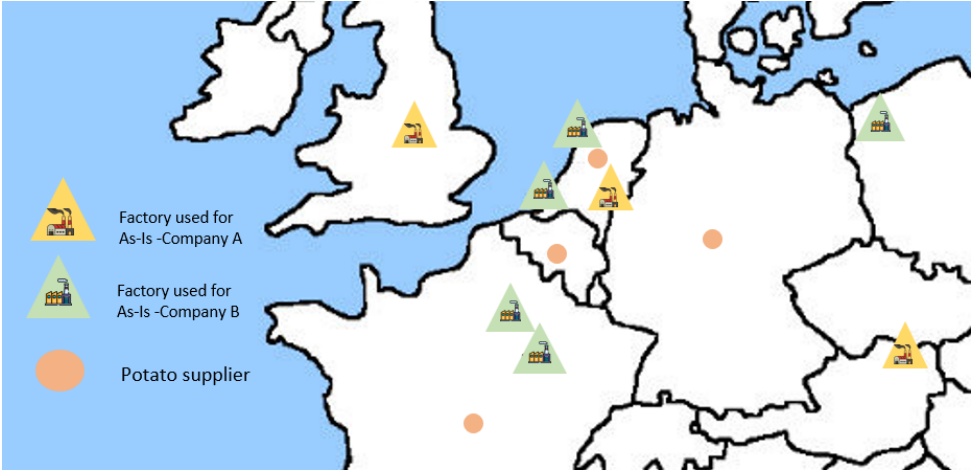 Factory used for
As-Is -Company A
Factory used for
As-Is -Company B
Potato supplier